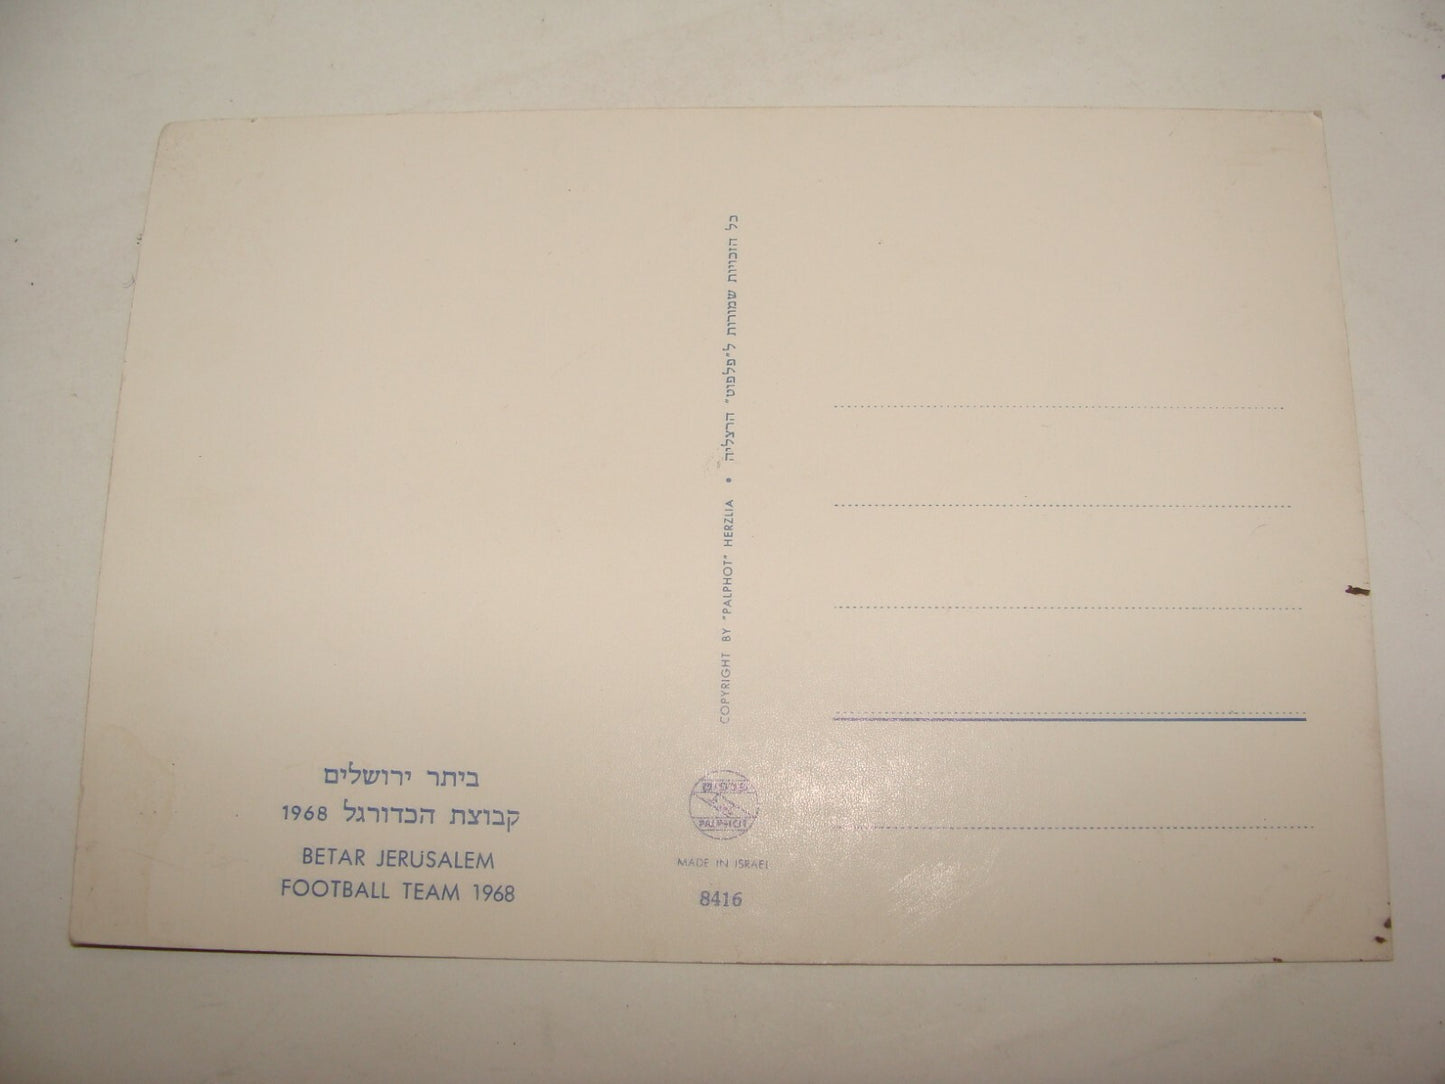 ביתר ירושלים
קבוצת הכדורגל 1968
BETAR JERUSALEM
FOOTBALL TEAM 1968
COPYRIGHT BY "PALPHOT" HERZLIA • כל הזכויות שמורות ל"פלפוט" הרצליה
פלפוט
PALPHOT
MADE IN ISRAEL
8416